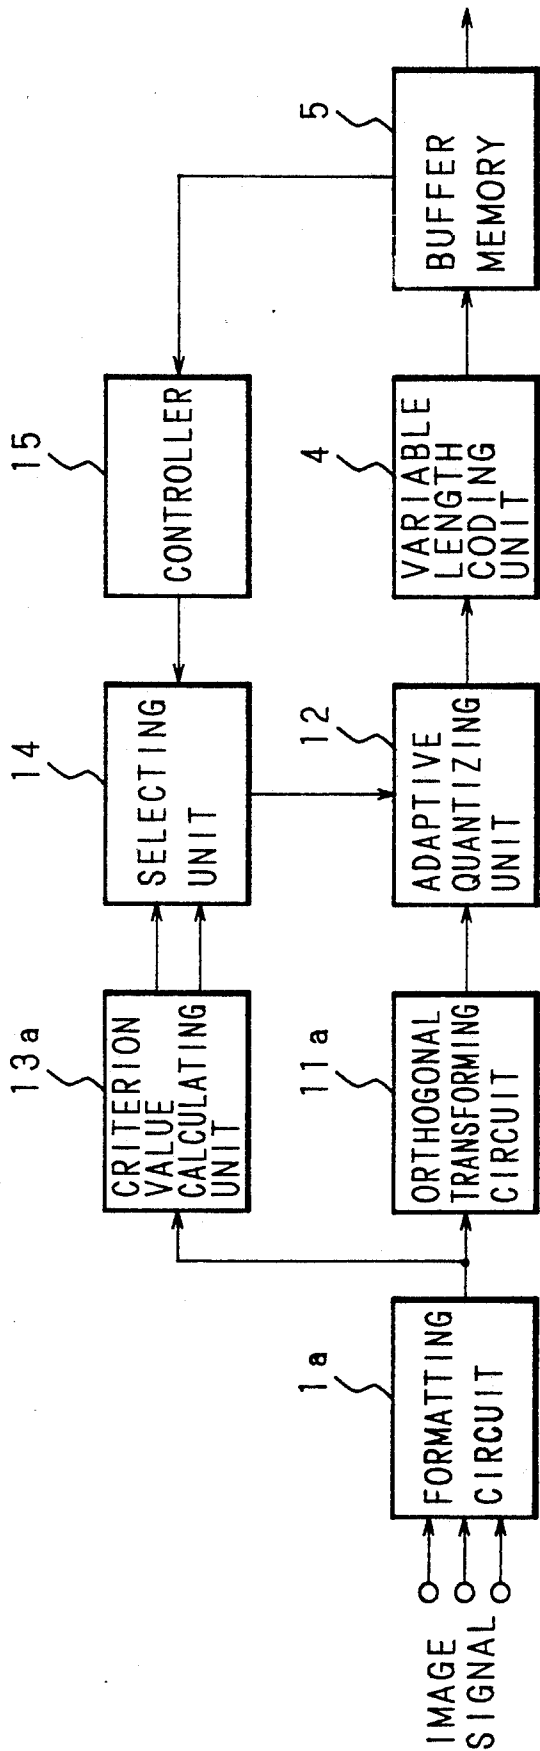 IMAGE
SIGNAL
1a
FORMATTING
CIRCUIT
13a
CRITERION
VALUE
CALCULATING
UNIT
11a
ORTHOGONAL
TRANSFORMING
CIRCUIT
14
SELECTING
UNIT
12
ADAPTIVE
QUANTIZING
UNIT
15
CONTROLLER
4
VARIABLE
LENGTH
CODING
UNIT
5
BUFFER
MEMORY